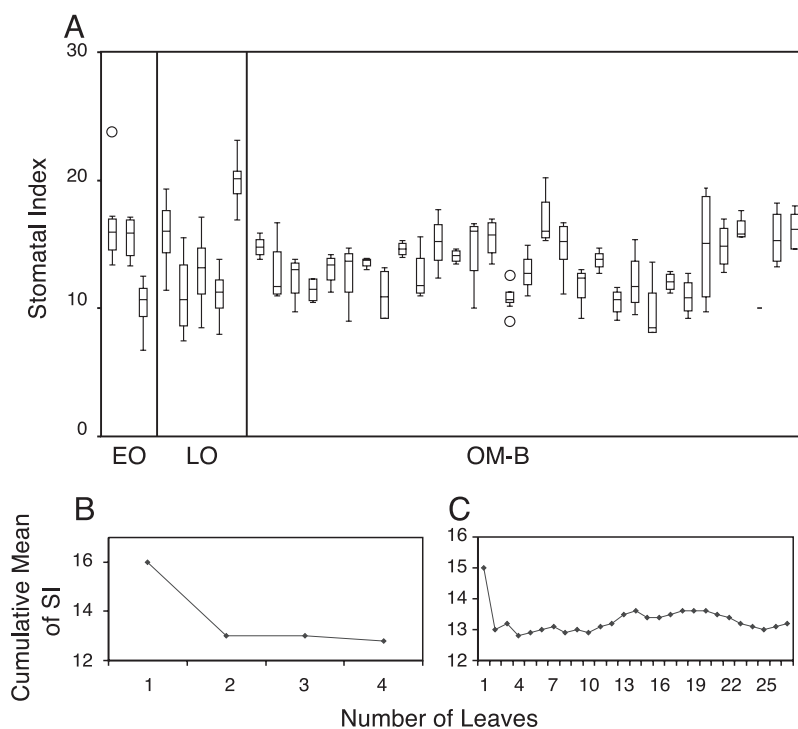 A
30
20
10
0
Stomatal Index
EO LO OM-B
B
16
14
13
12
1 2 3 4
Cumulative Mean
of SI
C
16
15
14
13
12
1 4 7 10 13 16 19 22 25
Number of Leaves